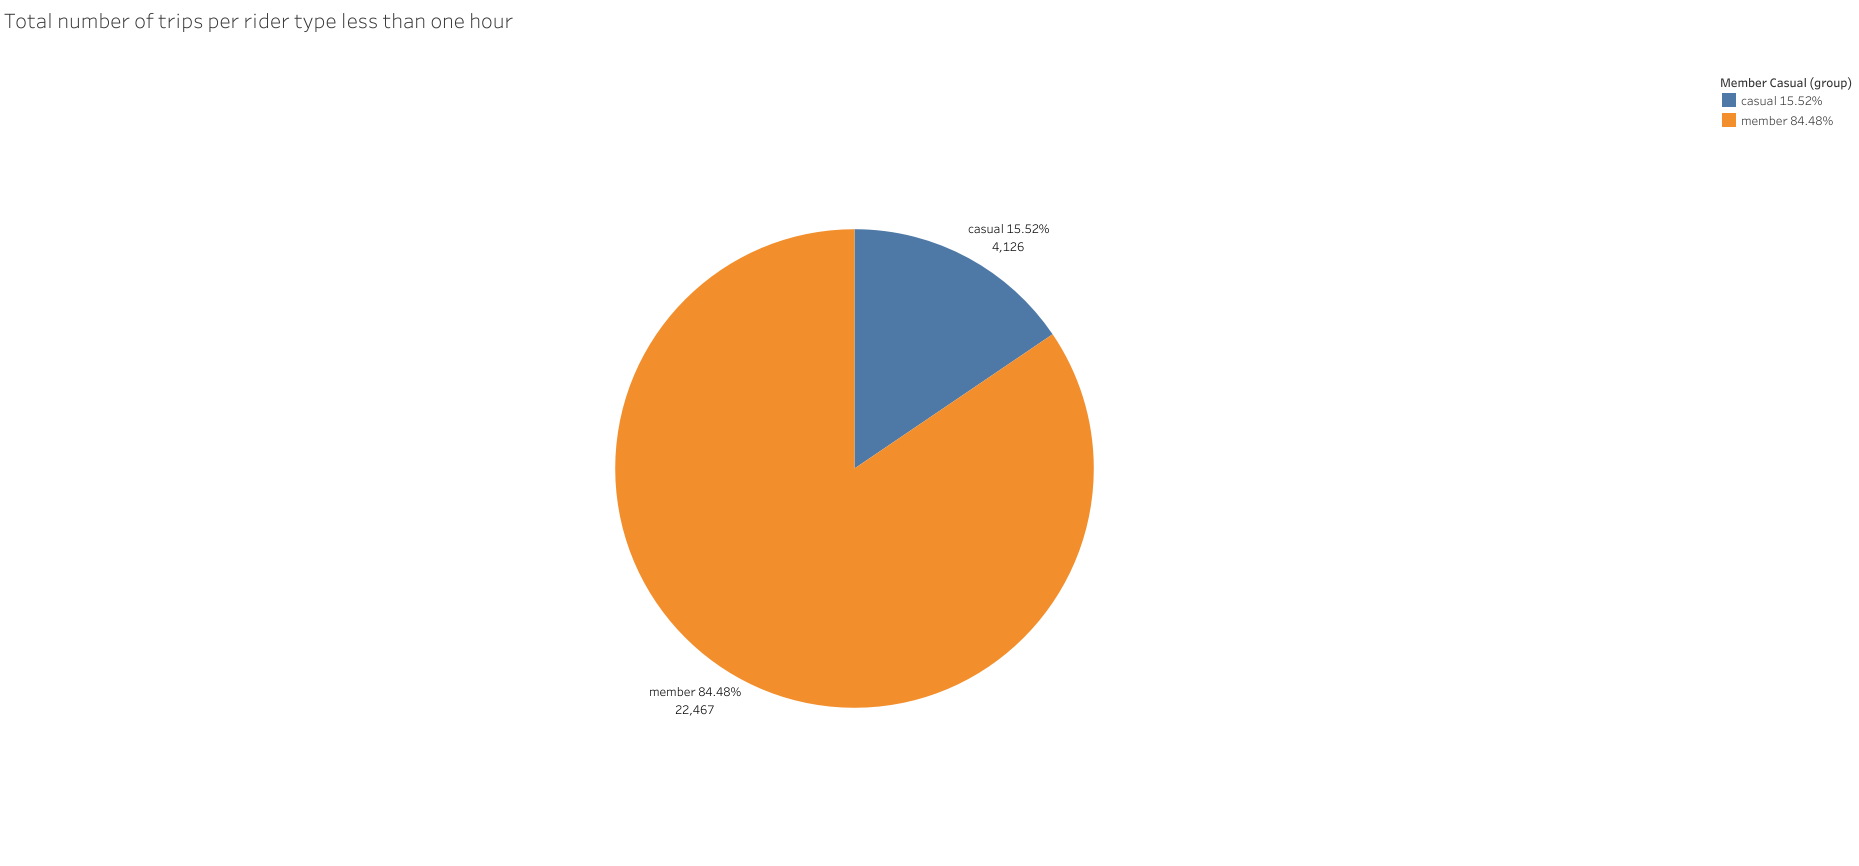 Total number of trips per rider type less than one hour
Member Casual (group)
casual 15.52%
member 84.48%
casual 15.52%
4,126
member 84.48%
22,467